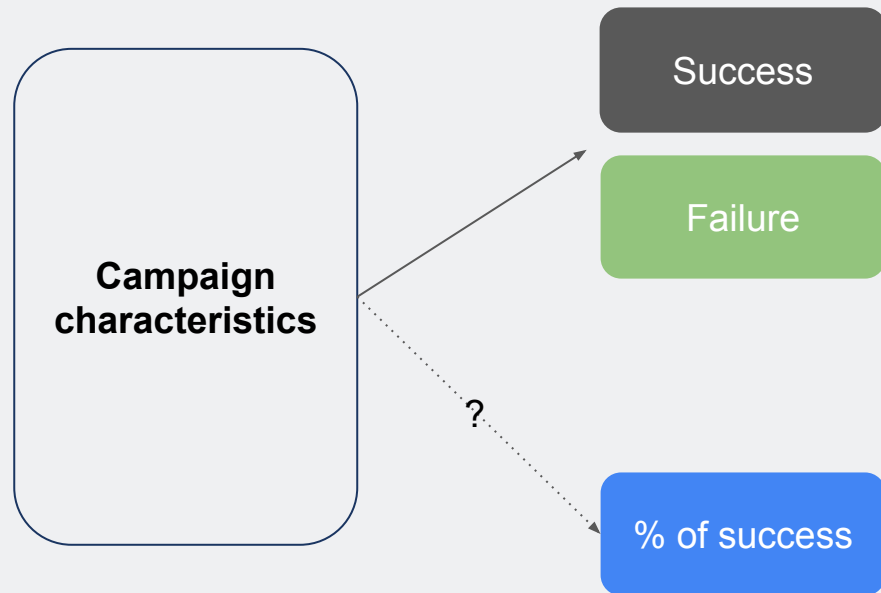 Success
Failure
Campaign
characteristics
?
% of success